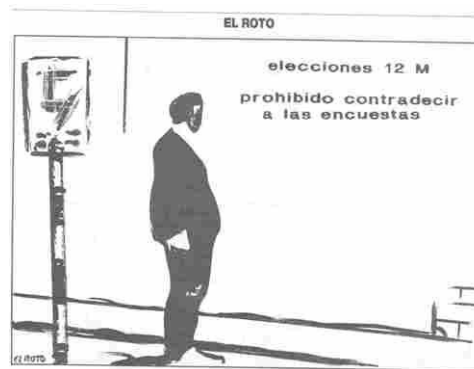 EL ROTO
elecciones 12 M
prohibido contradecir
a las encuestas
EL ROTO